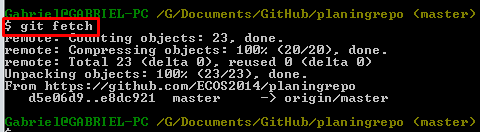 Gabriel@GABRIEL-PC /G/Documents/GitHub/planingrepo (master)
$ git fetch
remote: Counting objects: 23, done.
remote: Compressing objects: 100% (20/20), done.
remote: Total 23 (delta 0), reused 0 (delta 0)
Unpacking objects: 100% (23/23), done.
From https://github.com/ECOS2014/planingrepo
d5e06d9..e8dc921 master -> origin/master
Gabriel@GABRIEL-PC /G/Documents/GitHub/planingrepo (master)
$